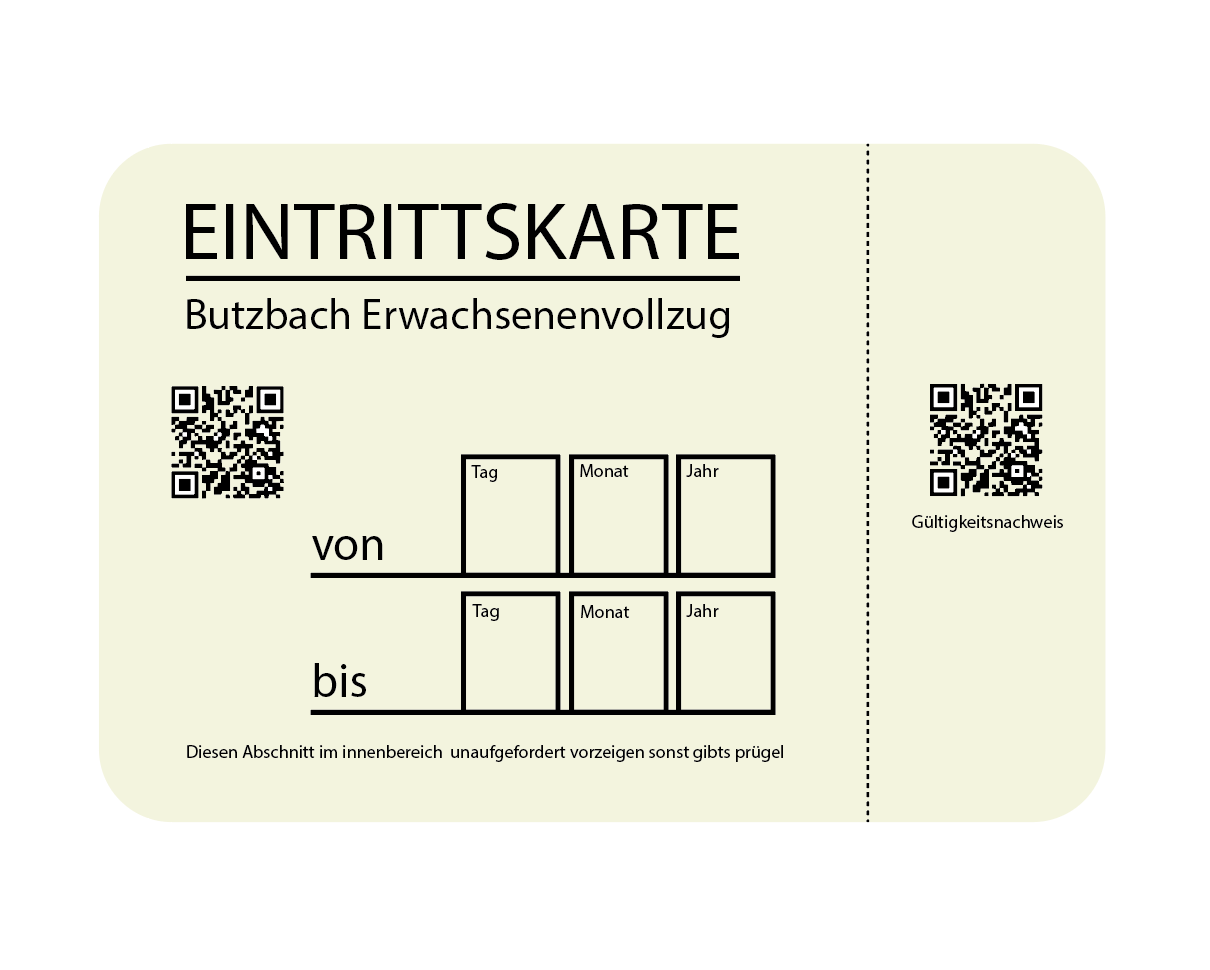 EINTRITTSKARTE
Butzbach Erwachsenenvollzug
Tag Monat Jahr
von
Tag Monat Jahr
bis
Diesen Abschnitt im innenbereich unaufgefordert vorzeigen sonst gibts prügel
Gültigkeitsnachweis